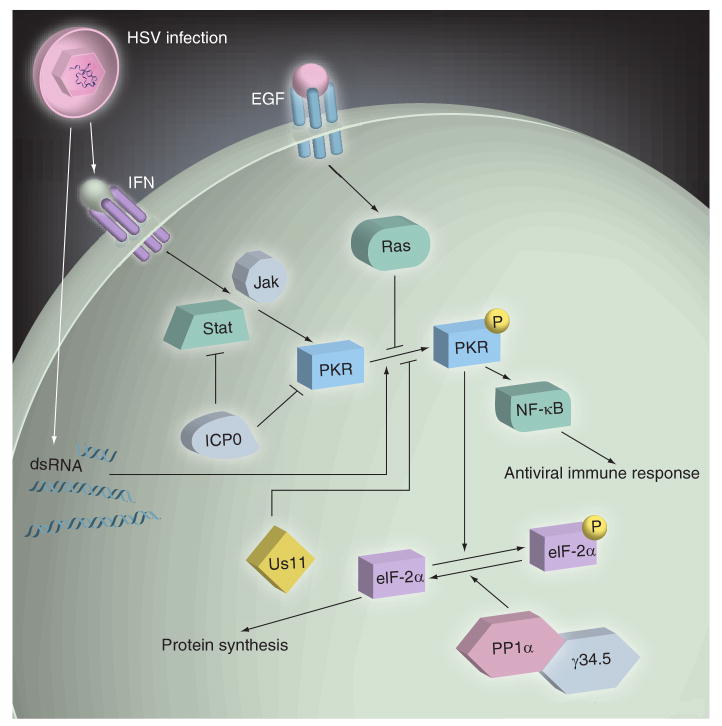 HSV infection
EGF
IFN
Ras
Jak
Stat
P
PKR
PKR
NF-κB
ICP0
dsRNA
Antiviral immune response
P
eIF-2α
Us11
eIF-2α
Protein synthesis
PP1α
γ34.5